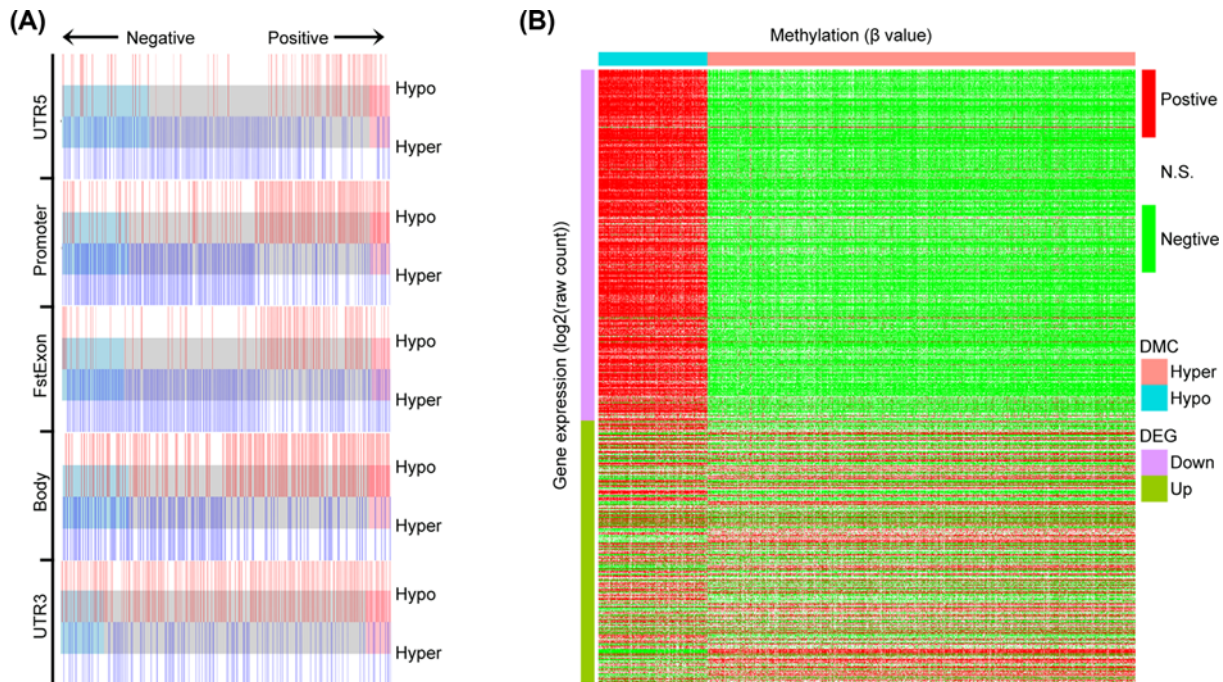 (A)
Negative
Positive
UTR5
Hypo
Hyper
Promoter
Hypo
Hyper
FstExon
Hypo
Hyper
Body
Hypo
Hyper
UTR3
Hypo
Hyper
(B)
Methylation (β value)
Gene expression (log2(raw count))
Postive
N.S.
Negtive
DMC
Hyper
Hypo
DEG
Down
Up